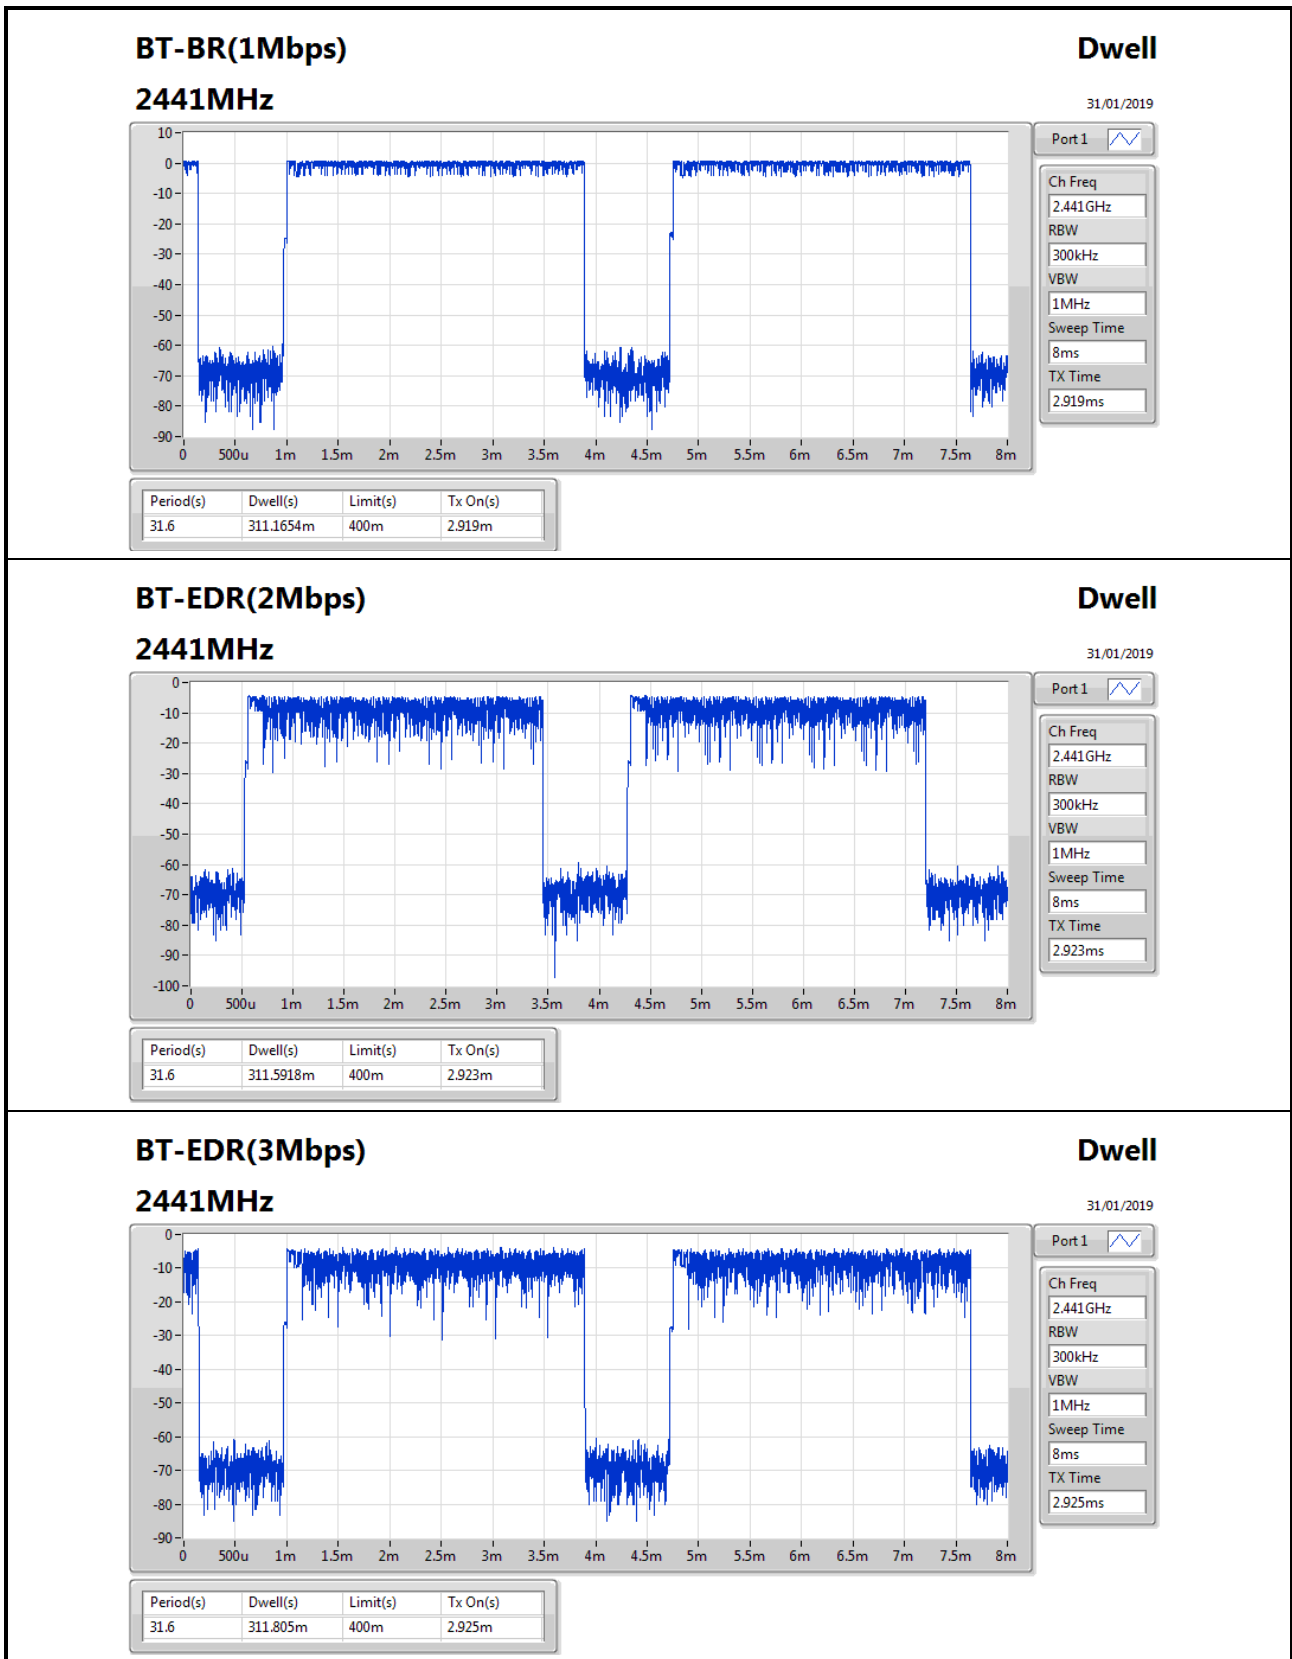 BT-BR(1Mbps) Dwell
2441MHz 31/01/2019
Port 1
10
0
-10
-20
-30
-40
-50
-60
-70
-80
-90
0 500u 1m 1.5m 2m 2.5m 3m 3.5m 4m 4.5m 5m 5.5m 6m 6.5m 7m 7.5m 8m
Ch Freq
2.441GHz
RBW
300kHz
VBW
1MHz
Sweep Time
8ms
TX Time
2.919ms
Period(s) Dwell(s) Limit(s) Tx On(s)
31.6 311.1654m 400m 2.919m
BT-EDR(2Mbps) Dwell
2441MHz 31/01/2019
Port 1
0
-10
-20
-30
-40
-50
-60
-70
-80
-90
-100
0 500u 1m 1.5m 2m 2.5m 3m 3.5m 4m 4.5m 5m 5.5m 6m 6.5m 7m 7.5m 8m
Ch Freq
2.441GHz
RBW
300kHz
VBW
1MHz
Sweep Time
8ms
TX Time
2.923ms
Period(s) Dwell(s) Limit(s) Tx On(s)
31.6 311.5918m 400m 2.923m
BT-EDR(3Mbps) Dwell
2441MHz 31/01/2019
Port 1
0
-10
-20
-30
-40
-50
-60
-70
-80
-90
0 500u 1m 1.5m 2m 2.5m 3m 3.5m 4m 4.5m 5m 5.5m 6m 6.5m 7m 7.5m 8m
Ch Freq
2.441GHz
RBW
300kHz
VBW
1MHz
Sweep Time
8ms
TX Time
2.925ms
Period(s) Dwell(s) Limit(s) Tx On(s)
31.6 311.805m 400m 2.925m